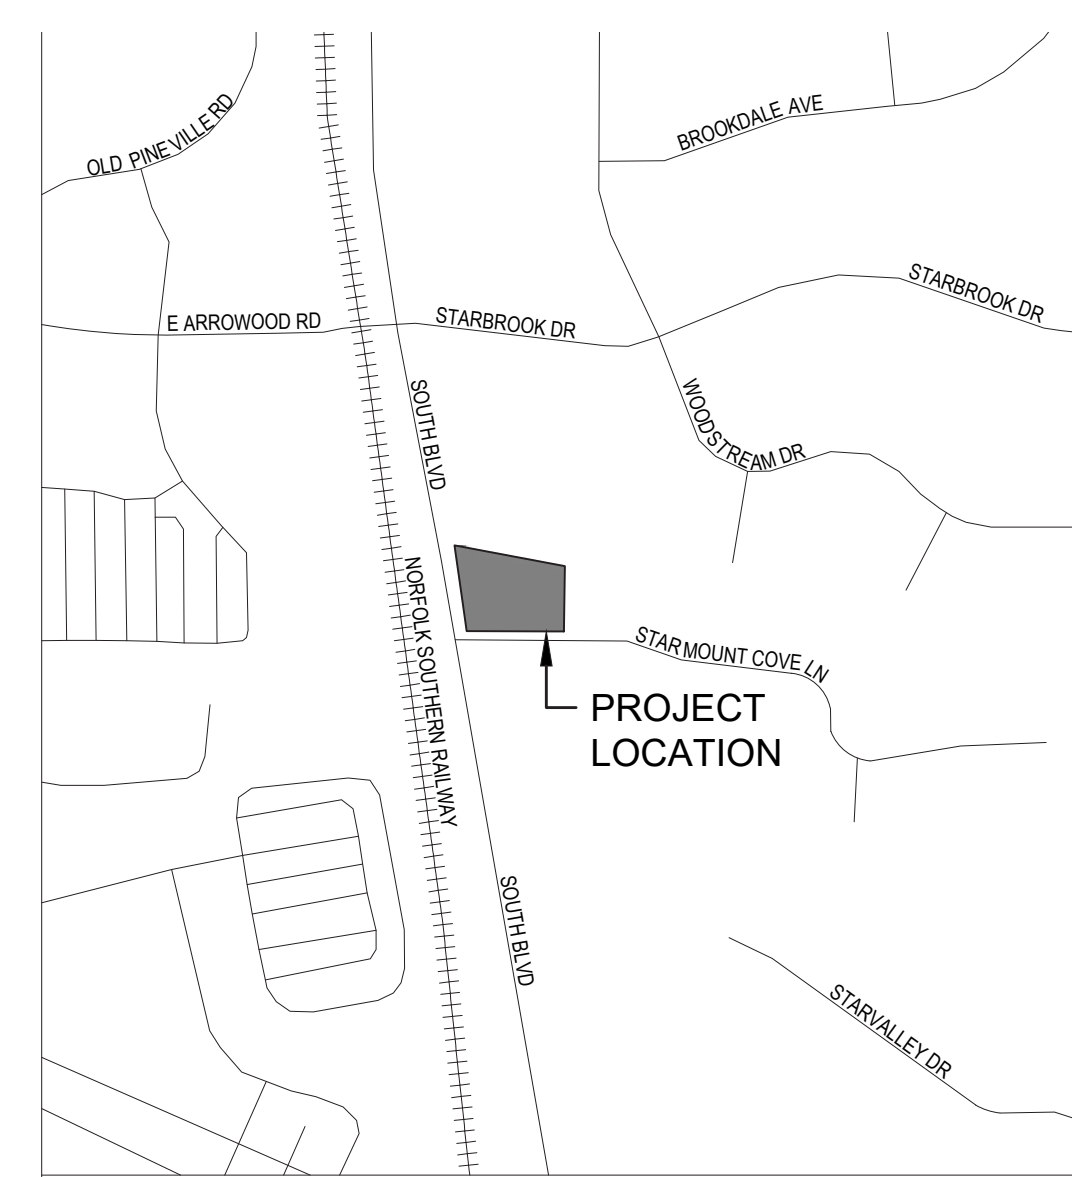 OLD PINEVILLE RD
BROOKDALE AVE
STARBROOK DR
E ARROWOOD RD
STARBROOK DR
SOUTH BLVD
WOODSTREAM DR
NORFOLK SOUTHERN RAILWAY
STARMOUNT COVE LN
PROJECT
LOCATION
SOUTH BLVD
STARVALLEY DR